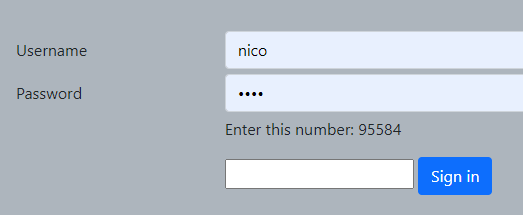 Username nico
Password ••••
Enter this number: 95584
Sign in